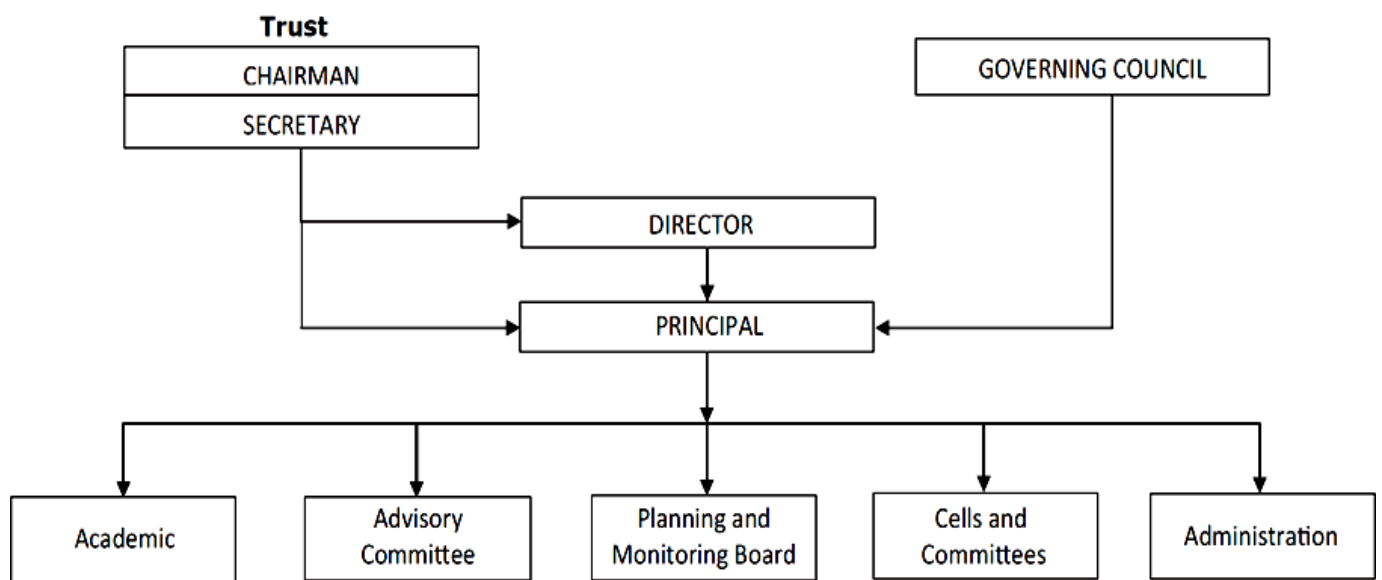 Trust
CHAIRMAN
SECRETARY
GOVERNING COUNCIL
DIRECTOR
PRINCIPAL
Academic
Advisory
Committee
Planning and
Monitoring Board
Cells and
Committees
Administration